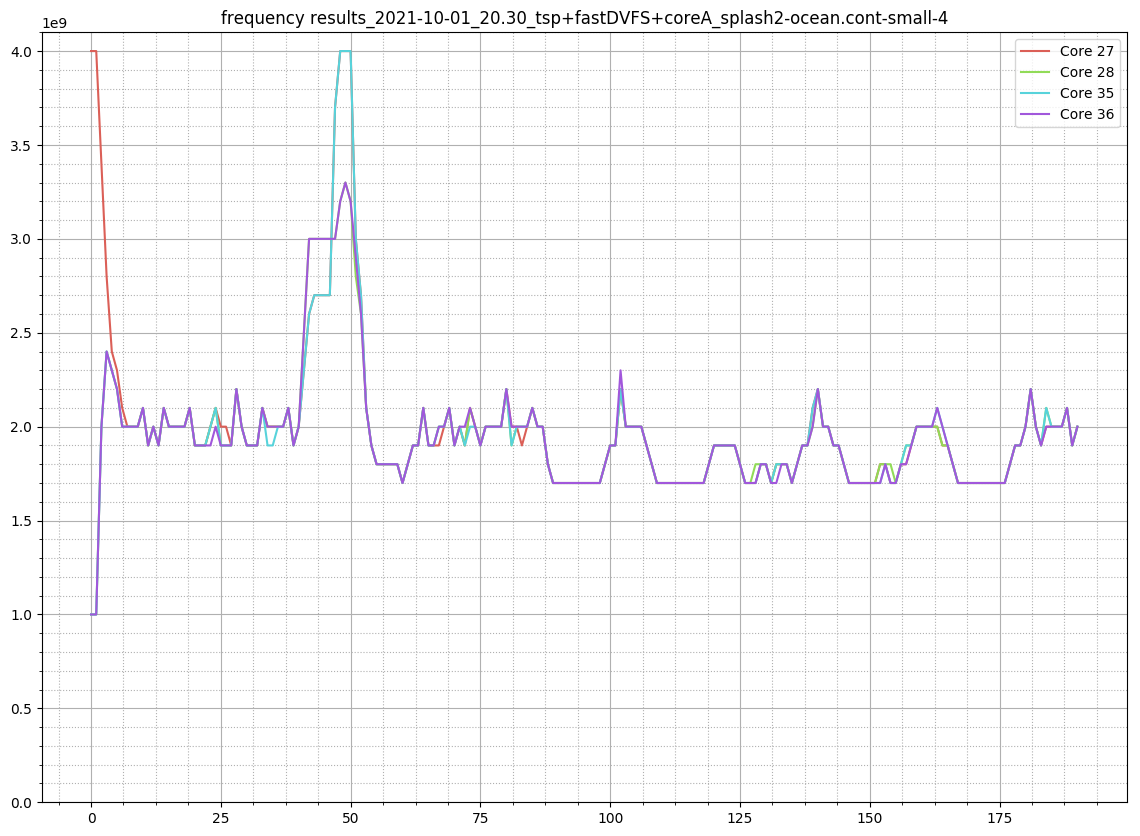 frequency results_2021-10-01_20.30_tsp+fastDVFS+coreA_splash2-ocean.cont-small-4
1e9
4.0
3.5
3.0
2.5
2.0
1.5
1.0
0.5
0.0
0 25 50 75 100 125 150 175
Core 27
Core 28
Core 35
Core 36